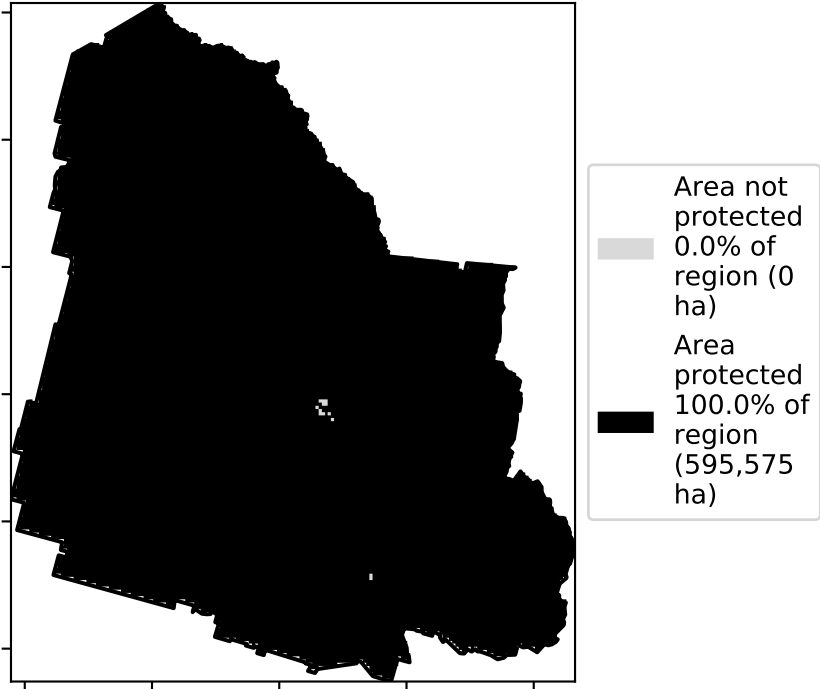 Area not
protected
0.0% of
region (0
ha)
Area
protected
100.0% of
region
(595,575
ha)